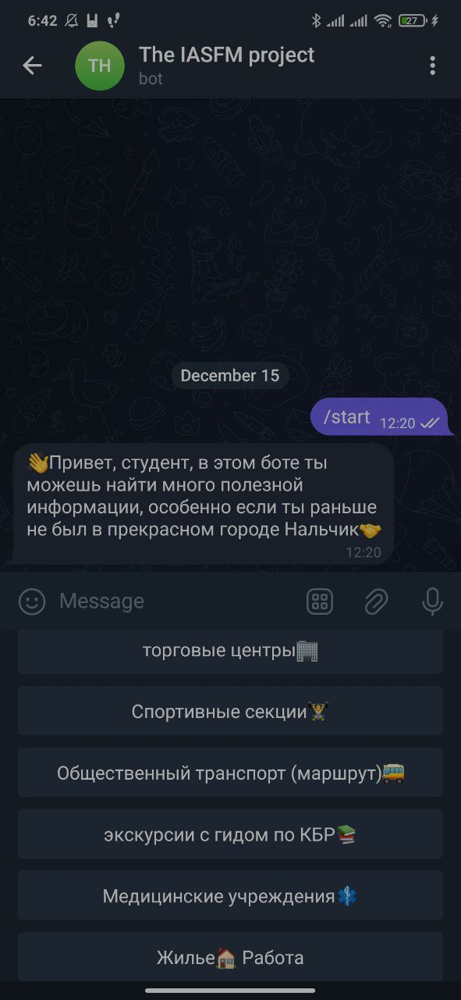 6:42
27
TH
The IASFM project
bot
December 15
/start 12:20
👋Привет, студент, в этом боте ты
можешь найти много полезной
информации, особенно если ты раньше
не был в прекрасном городе Нальчик🤝
12:20
Message
торговые центры🏢
Спортивные секции🏋️
Общественный транспорт (маршрут)🚌
экскурсии с гидом по КБР📚
Медицинские учреждения⚕️
Жилье🏠 Работа